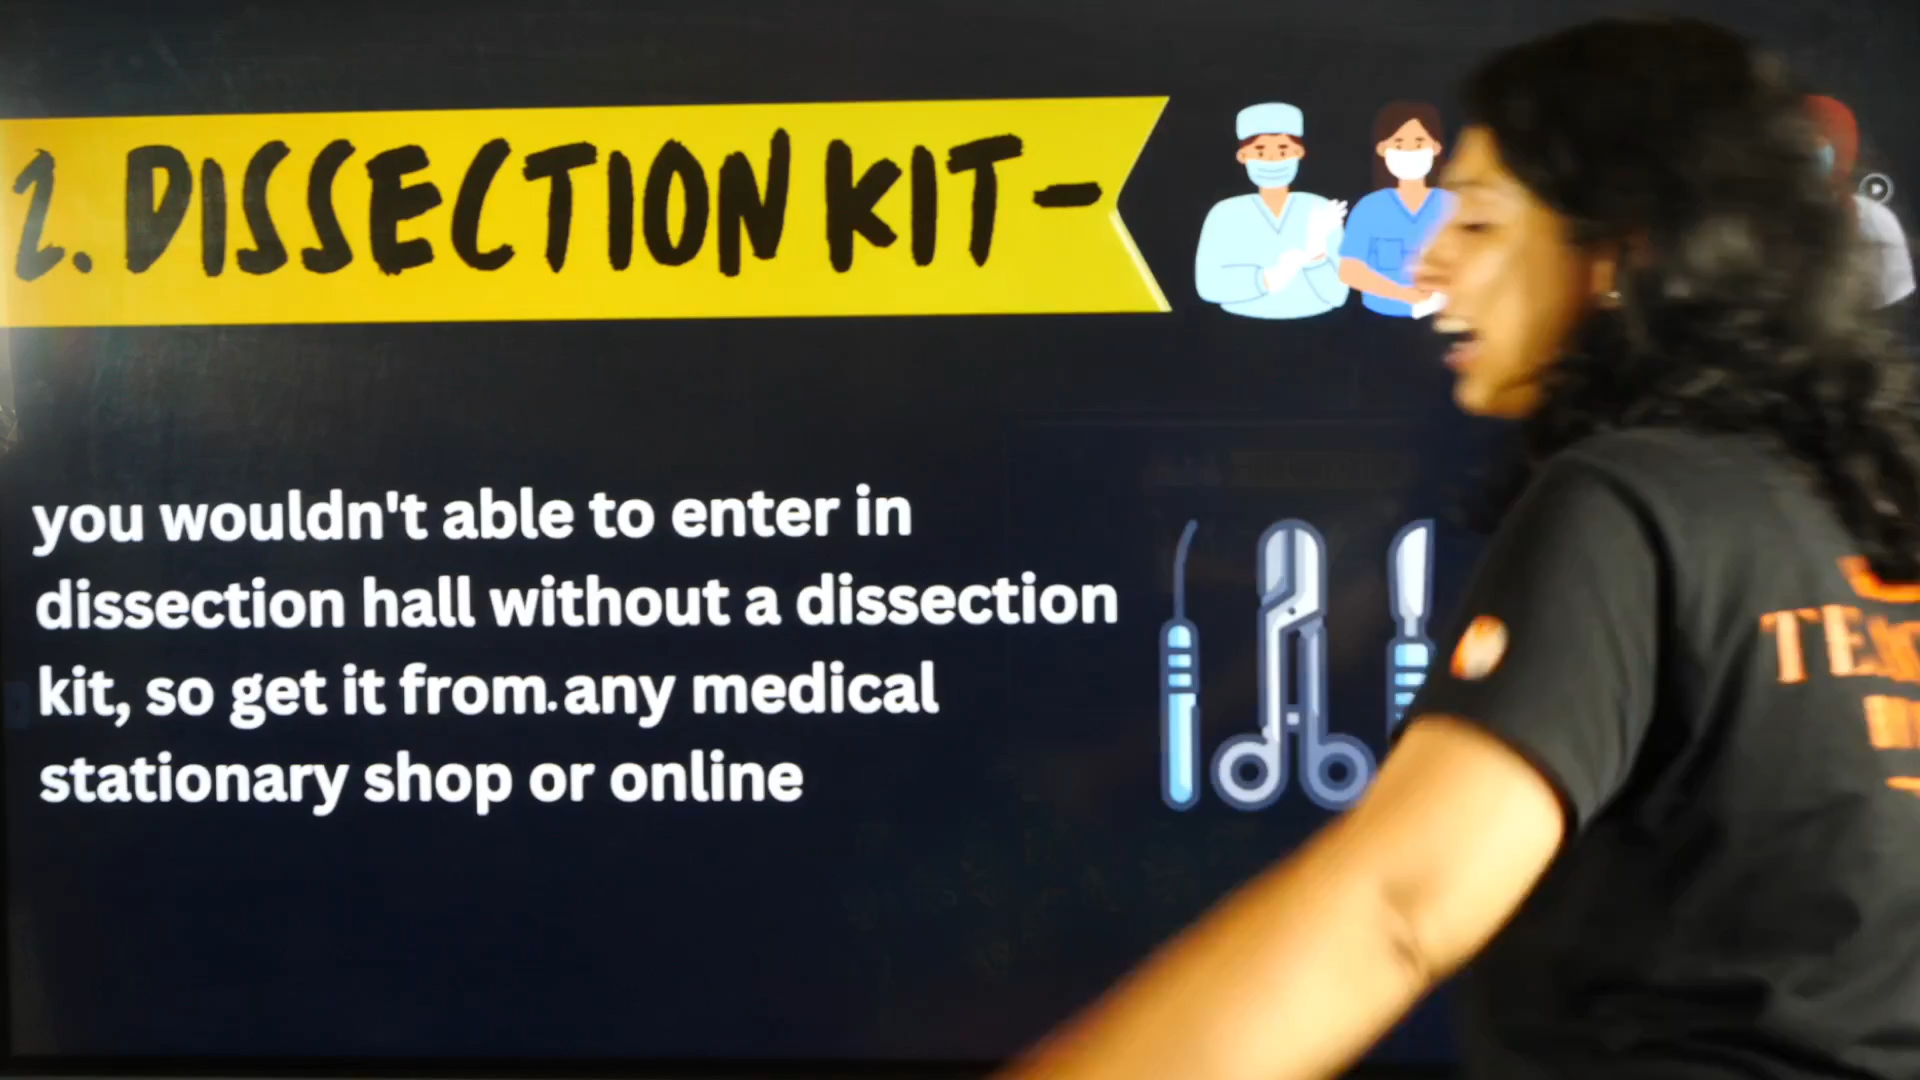 2. DISSECTION KIT -
you wouldn't able to enter in
dissection hall without a dissection
kit, so get it from any medical
stationary shop or online